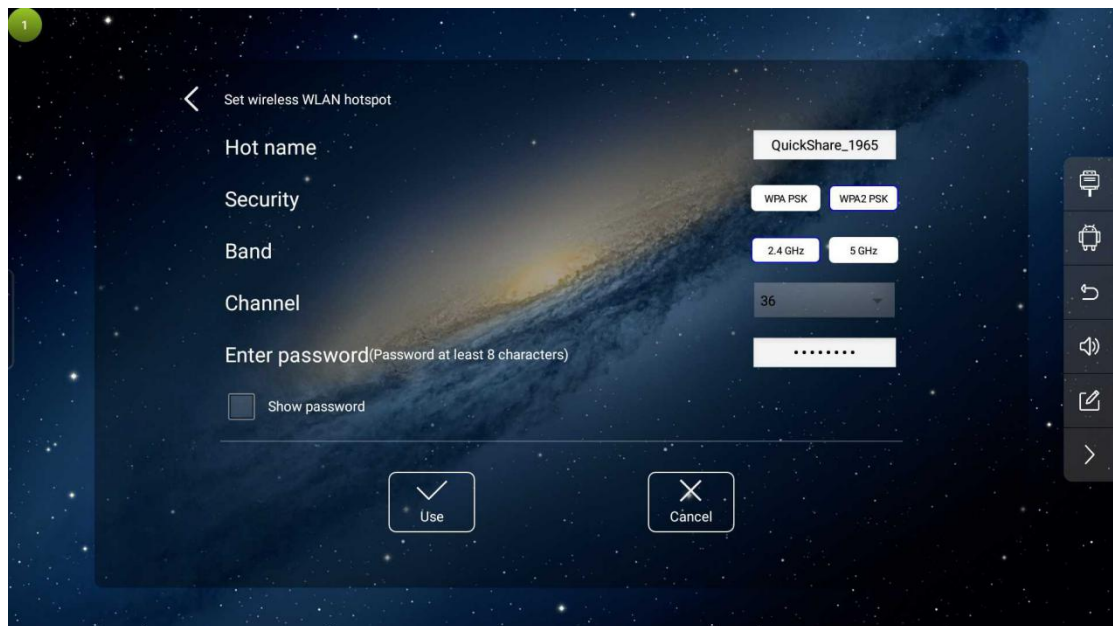 1
Set wireless WLAN hotspot
Hot name QuickShare_1965
Security WPA PSK WPA2 PSK
Band 2.4 GHz 5 GHz
Channel 36
Enter password(Password at least 8 characters) ••••••••
Show password
Use Cancel